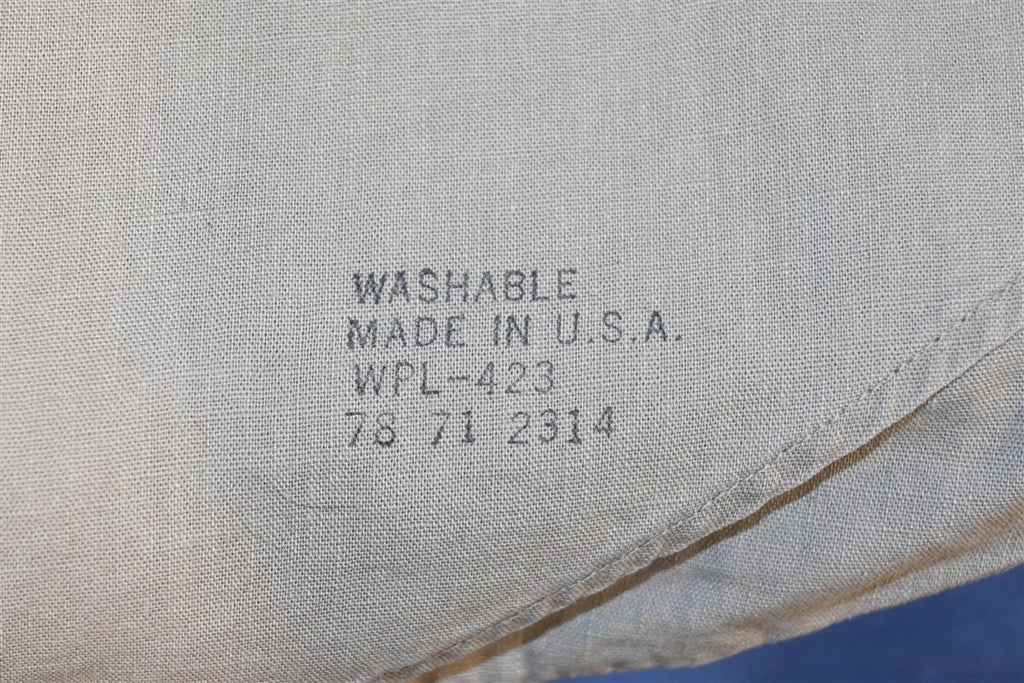 WASHABLE
MADE IN U.S.A.
WPL-423
78 71 2314